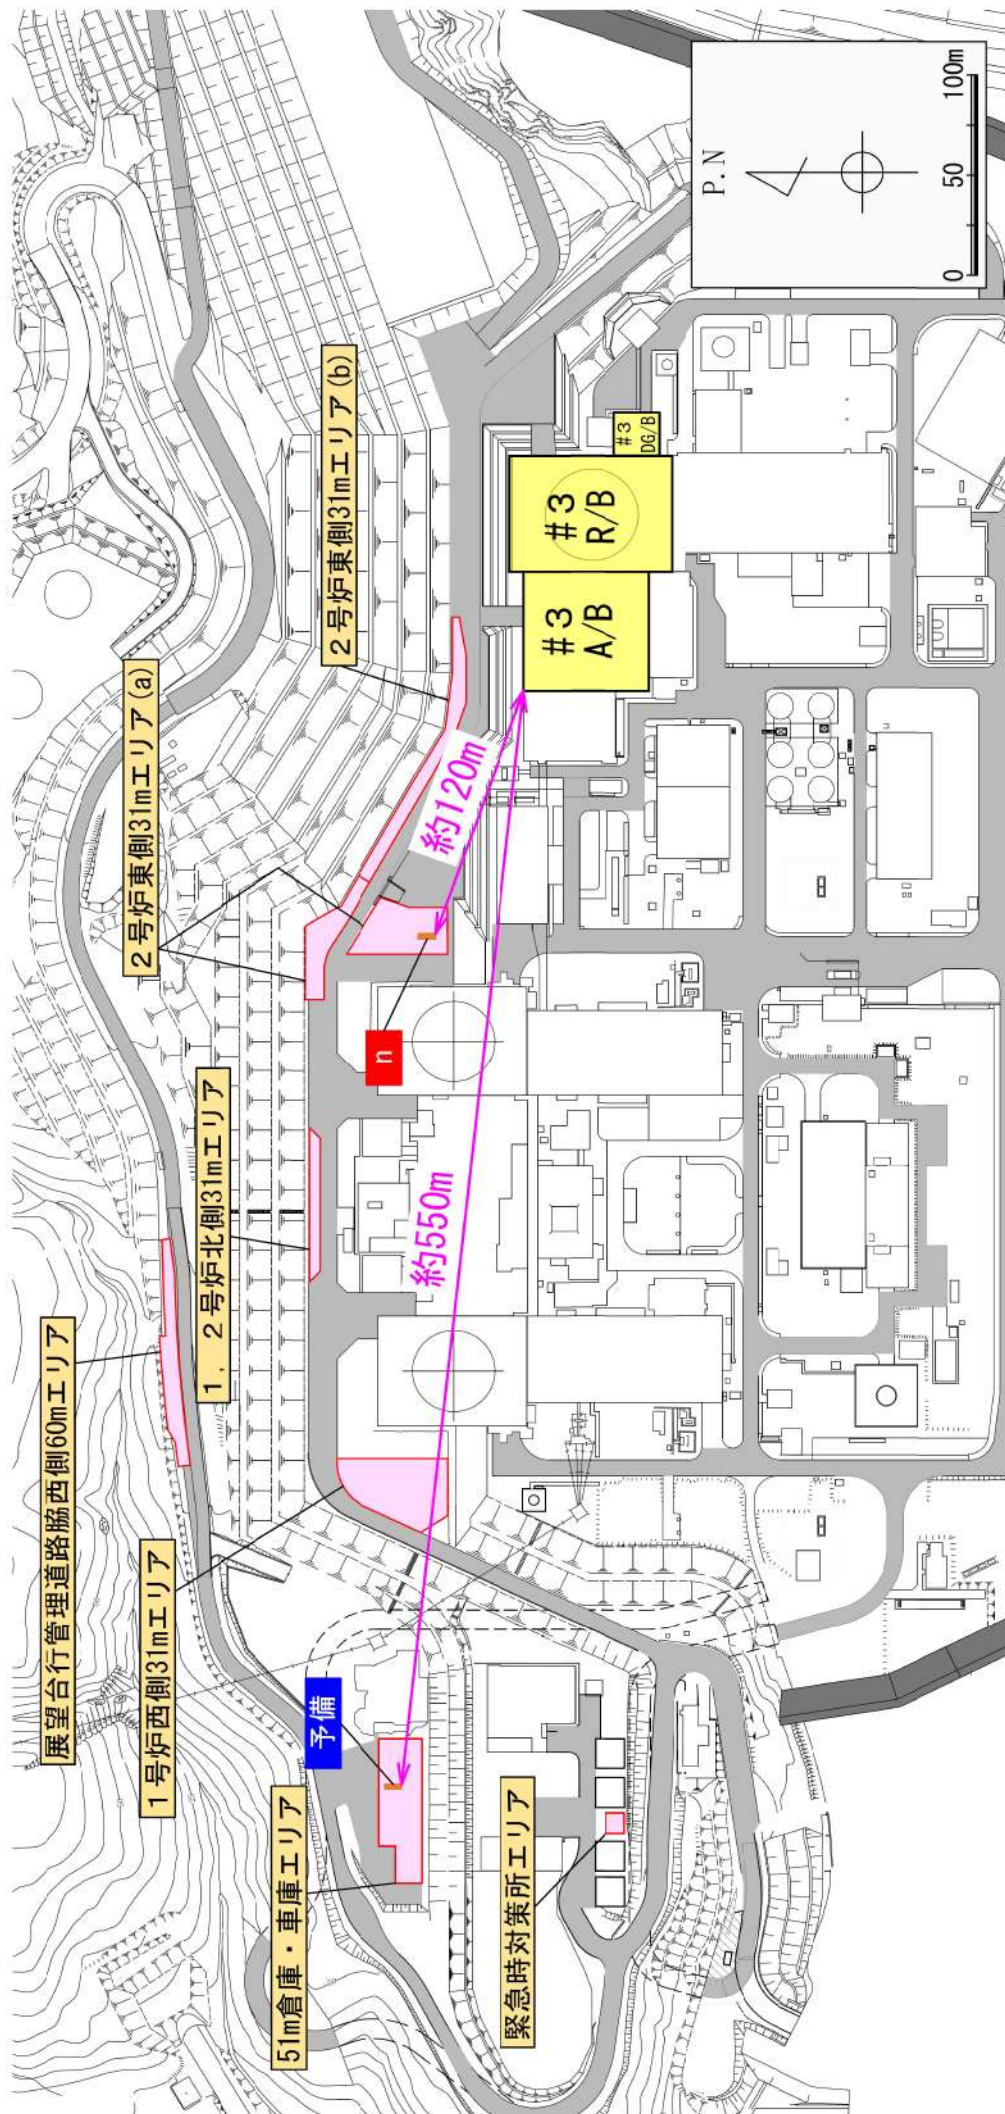 展望台行管理道路脇西側60mエリア
1号炉西側31mエリア
51m倉庫・車庫エリア
予備
緊急時対策所エリア
1，2号炉北側31mエリア
2号炉東側31mエリア(a)
2号炉東側31mエリア(b)
n
約550m
約120m
#3
A/B
#3
R/B
#3
DG/B
P.N
0 50 100m